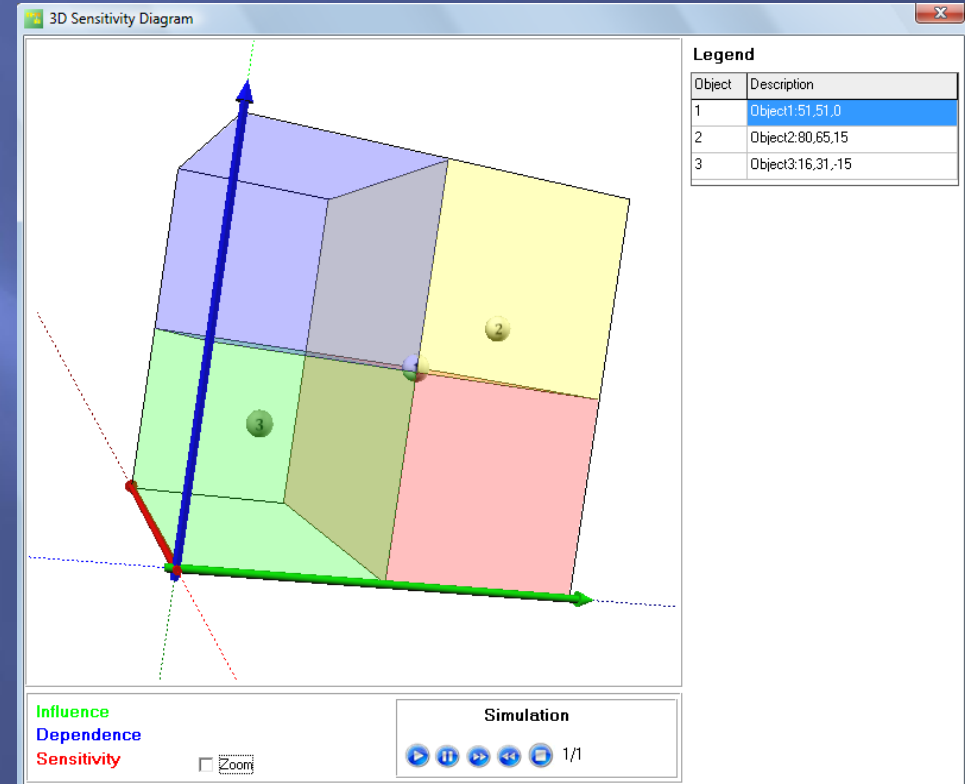 3D Sensitivity Diagram
Legend
Object Description
1 Object1:51,51,0
2 Object2:80,65,15
3 Object3:16,31,-15
2
3
Influence
Dependence
Sensitivity
Zoom
Simulation
1/1